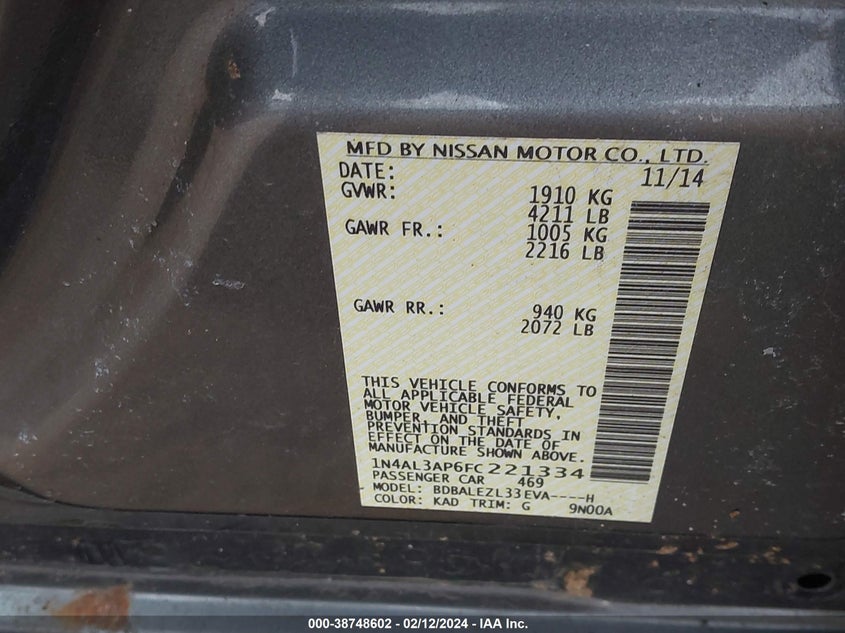 MFD BY NISSAN MOTOR CO., LTD.
DATE: 11/14
GVWR: 1910 KG
4211 LB
GAWR FR.: 1005 KG
2216 LB
GAWR RR.: 940 KG
2072 LB
THIS VEHICLE CONFORMS TO
ALL APPLICABLE FEDERAL
MOTOR VEHICLE SAFETY,
BUMPER, AND THEFT
PREVENTION STANDARDS IN
EFFECT ON THE DATE OF
MANUFACTURE SHOWN ABOVE.
1N4AL3AP6FC221334
PASSENGER CAR 469
MODEL: BDBALEZL33EVA----H
COLOR: KAD TRIM: G 9N00A
000-38748602 - 02/12/2024 - IAA Inc.